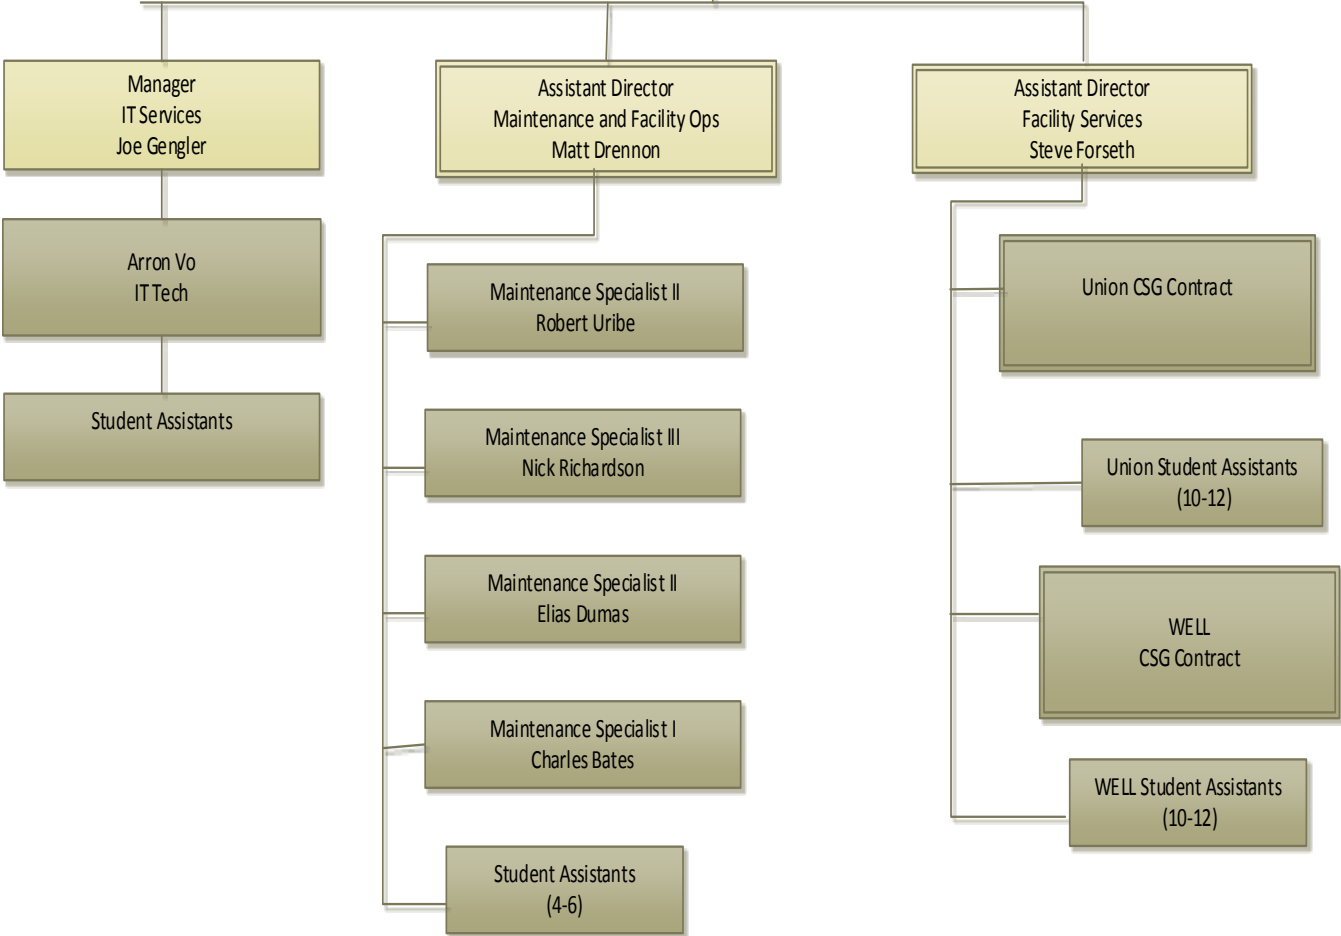 Manager
IT Services
Joe Gengler
Assistant Director
Maintenance and Facility Ops
Matt Drennon
Assistant Director
Facility Services
Steve Forseth
Arron Vo
IT Tech
Student Assistants
Maintenance Specialist II
Robert Uribe
Maintenance Specialist III
Nick Richardson
Maintenance Specialist II
Elias Dumas
Maintenance Specialist I
Charles Bates
Student Assistants
(4-6)
Union CSG Contract
Union Student Assistants
(10-12)
WELL
CSG Contract
WELL Student Assistants
(10-12)